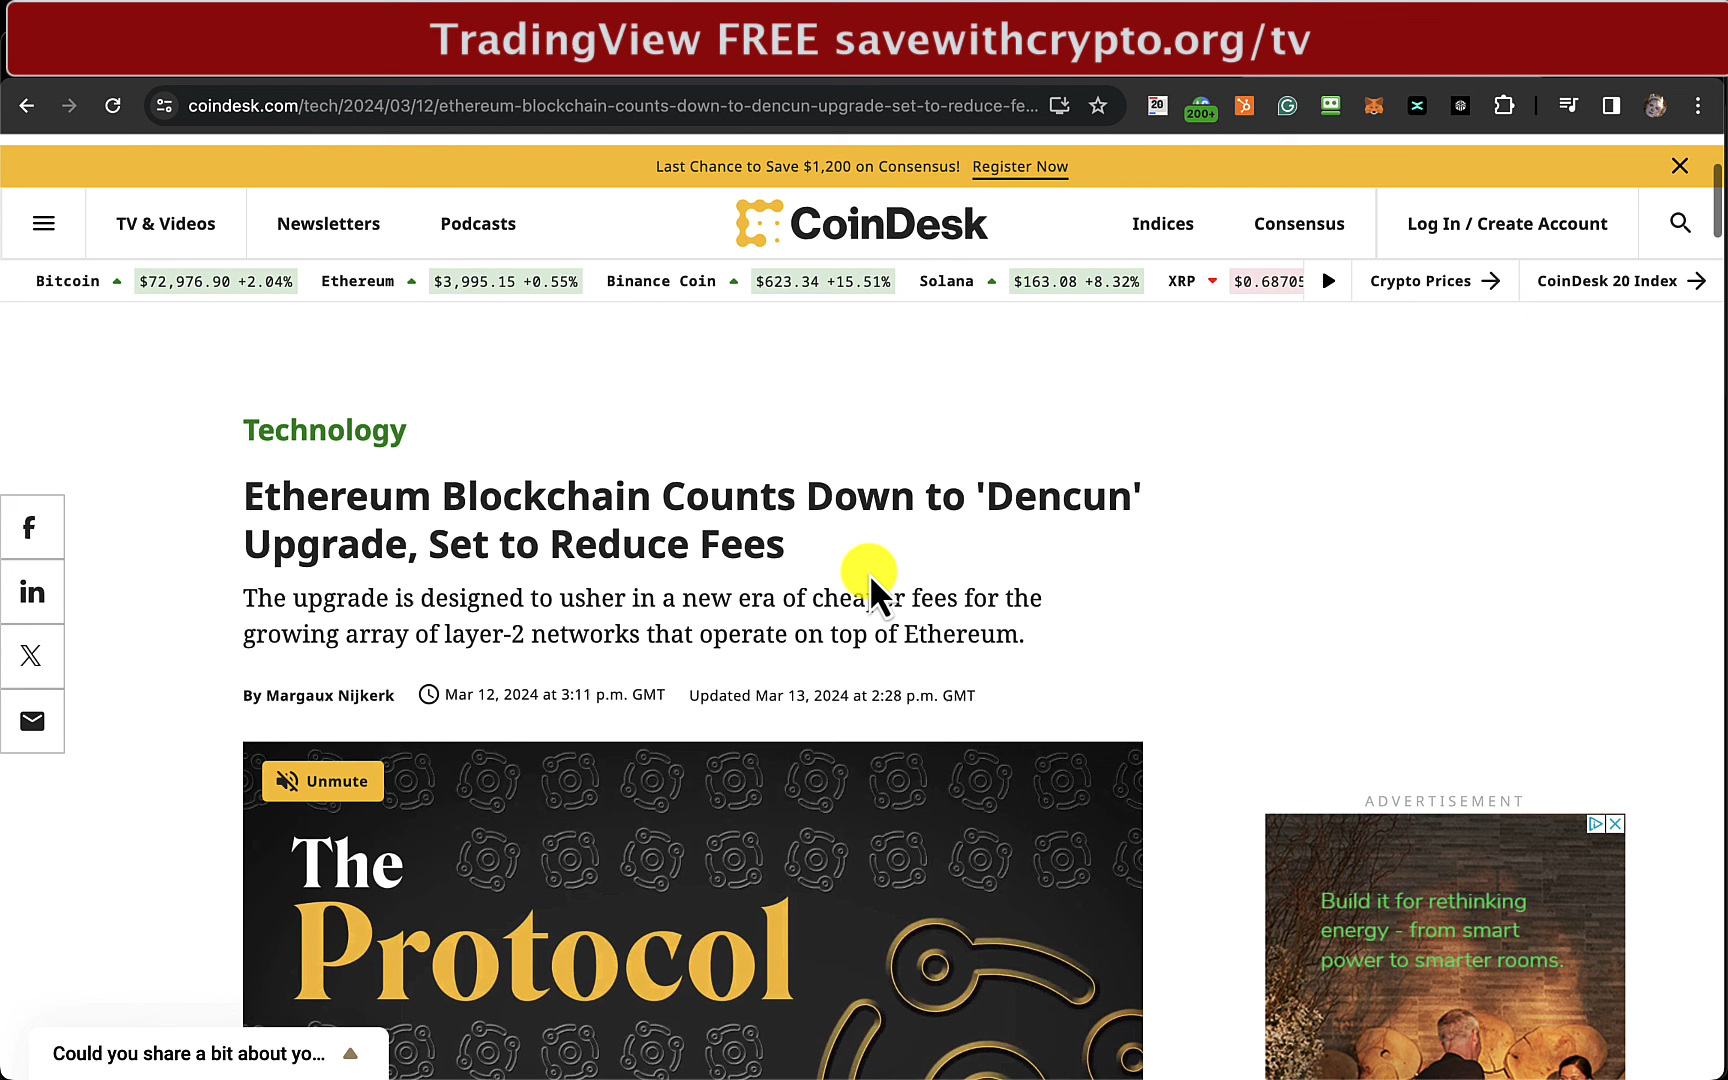 TradingView FREE savewithcrypto.org/tv
coindesk.com/tech/2024/03/12/ethereum-blockchain-counts-down-to-dencun-upgrade-set-to-reduce-fe...
20
200+
Last Chance to Save $1,200 on Consensus! Register Now
TV & Videos Newsletters Podcasts CoinDesk Indices Consensus Log In / Create Account
Bitcoin $72,976.90 +2.04% Ethereum $3,995.15 +0.55% Binance Coin $623.34 +15.51% Solana $163.08 +8.32% XRP $0.68705 Crypto Prices CoinDesk 20 Index
Technology
Ethereum Blockchain Counts Down to 'Dencun'
Upgrade, Set to Reduce Fees
The upgrade is designed to usher in a new era of cheaper fees for the
growing array of layer-2 networks that operate on top of Ethereum.
By Margaux Nijkerk Mar 12, 2024 at 3:11 p.m. GMT Updated Mar 13, 2024 at 2:28 p.m. GMT
Unmute
The
Protocol
ADVERTISEMENT
Build it for rethinking
energy - from smart
power to smarter rooms.
Could you share a bit about yo...